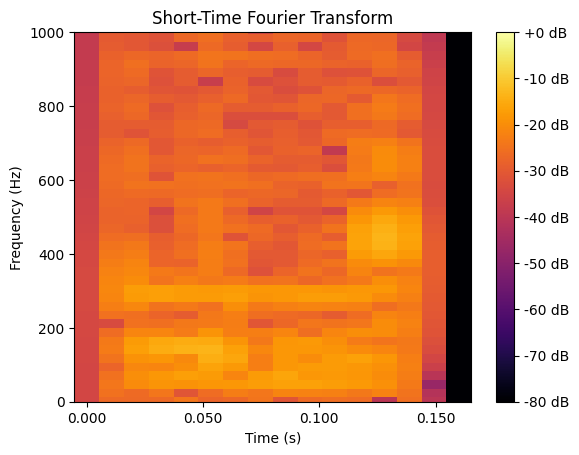 Short-Time Fourier Transform
1000
800
600
400
200
0
Frequency (Hz)
0.000
0.050
0.100
0.150
Time (s)
+0 dB
-10 dB
-20 dB
-30 dB
-40 dB
-50 dB
-60 dB
-70 dB
-80 dB